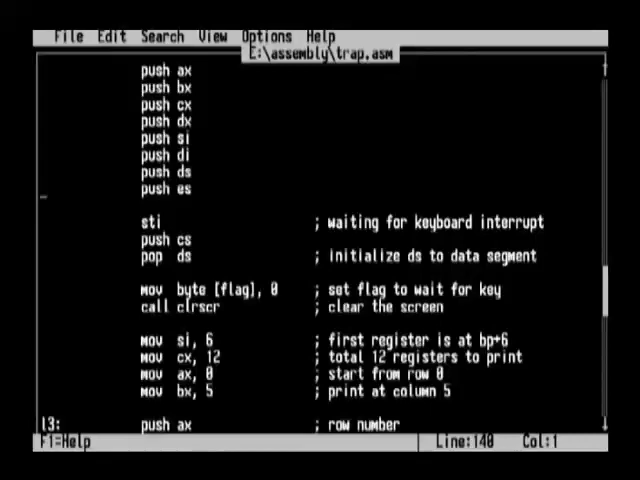 File Edit Search View Options Help
E:\assembly\trap.asm
push ax
push bx
push cx
push dx
push si
push di
push ds
push es
sti ; waiting for keyboard interrupt
push cs
pop ds ; initialize ds to data segment
mov byte [flag], 0 ; set flag to wait for key
call clrscr ; clear the screen
mov si, 6 ; first register is at bp+6
mov cx, 12 ; total 12 registers to print
mov ax, 0 ; start from row 0
mov bx, 5 ; print at column 5
l3: push ax ; row number
F1=Help Line:140 Col:1